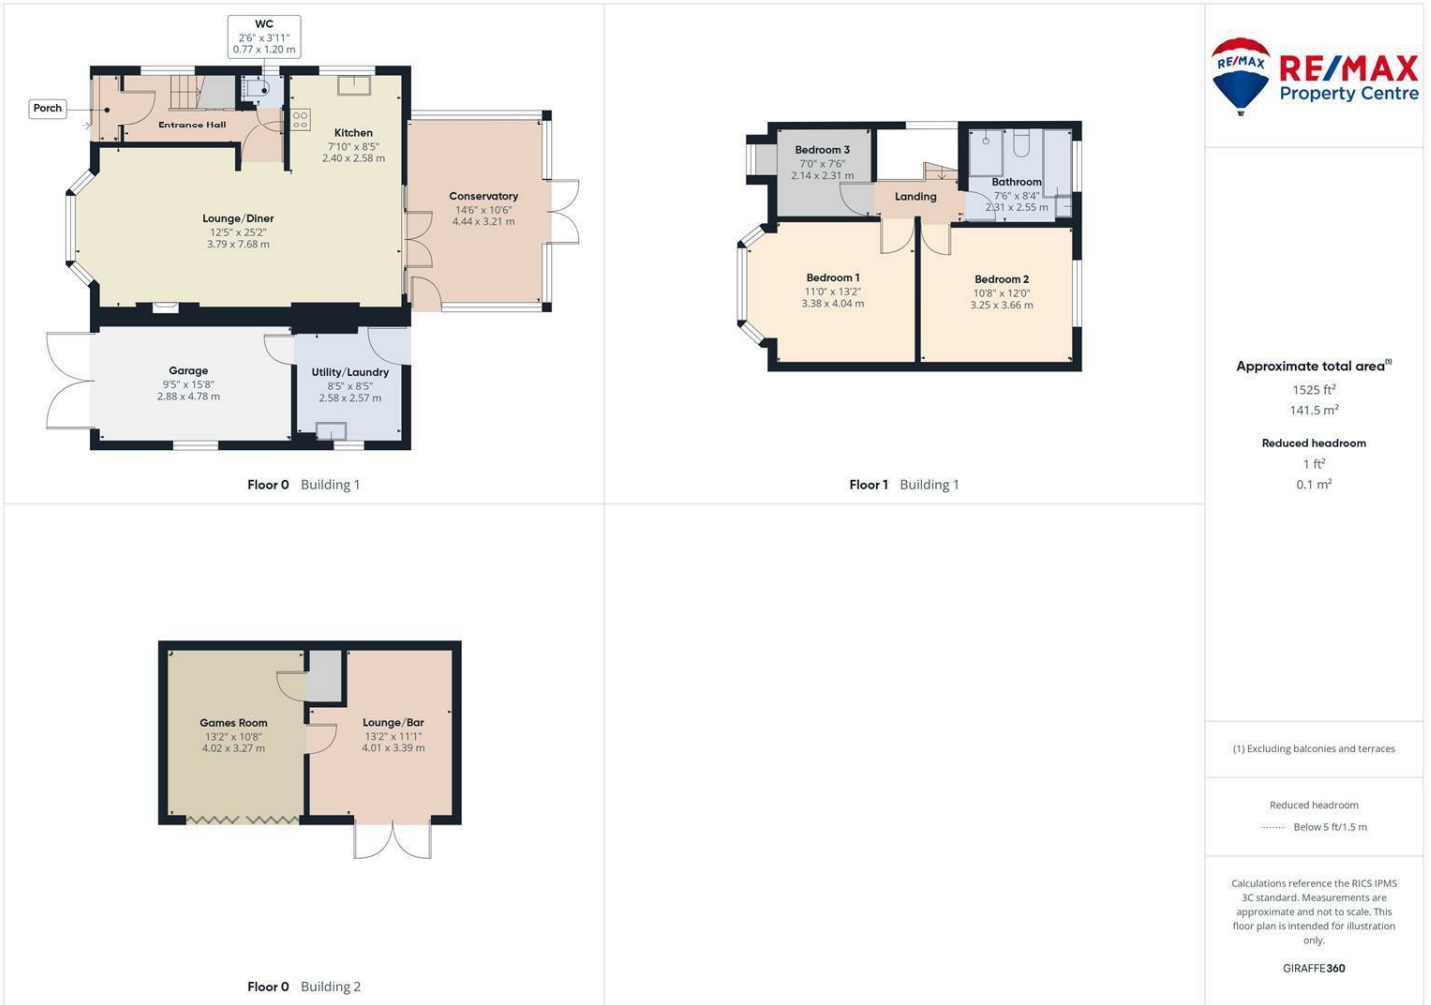 WC
2'6" x 3'11"
0.77 x 1.20 m
Porch
Entrance Hall
Kitchen
7'10" x 8'5"
2.40 x 2.58 m
Lounge/Diner
12'5" x 25'2"
3.79 x 7.68 m
Conservatory
14'6" x 10'6"
4.44 x 3.21 m
Garage
9'5" x 15'8"
2.88 x 4.78 m
Utility/Laundry
8'5" x 8'5"
2.58 x 2.57 m
Floor 0 Building 1
Bedroom 3
7'0" x 7'6"
2.14 x 2.31 m
Landing
Bathroom
7'6" x 8'4"
2.31 x 2.55 m
Bedroom 1
11'0" x 13'2"
3.38 x 4.04 m
Bedroom 2
10'8" x 12'0"
3.25 x 3.66 m
Floor 1 Building 1
Games Room
13'2" x 10'8"
4.02 x 3.27 m
Lounge/Bar
13'2" x 11'1"
4.01 x 3.39 m
Floor 0 Building 2
RE/MAX
RE/MAX
Property Centre
Approximate total area(1)
1525 ft²
141.5 m²
Reduced headroom
1 ft²
0.1 m²
(1) Excluding balconies and terraces
Reduced headroom
Below 5 ft/1.5 m
Calculations reference the RICS IPMS
3C standard. Measurements are
approximate and not to scale. This
floor plan is intended for illustration
only.
GIRAFFE360